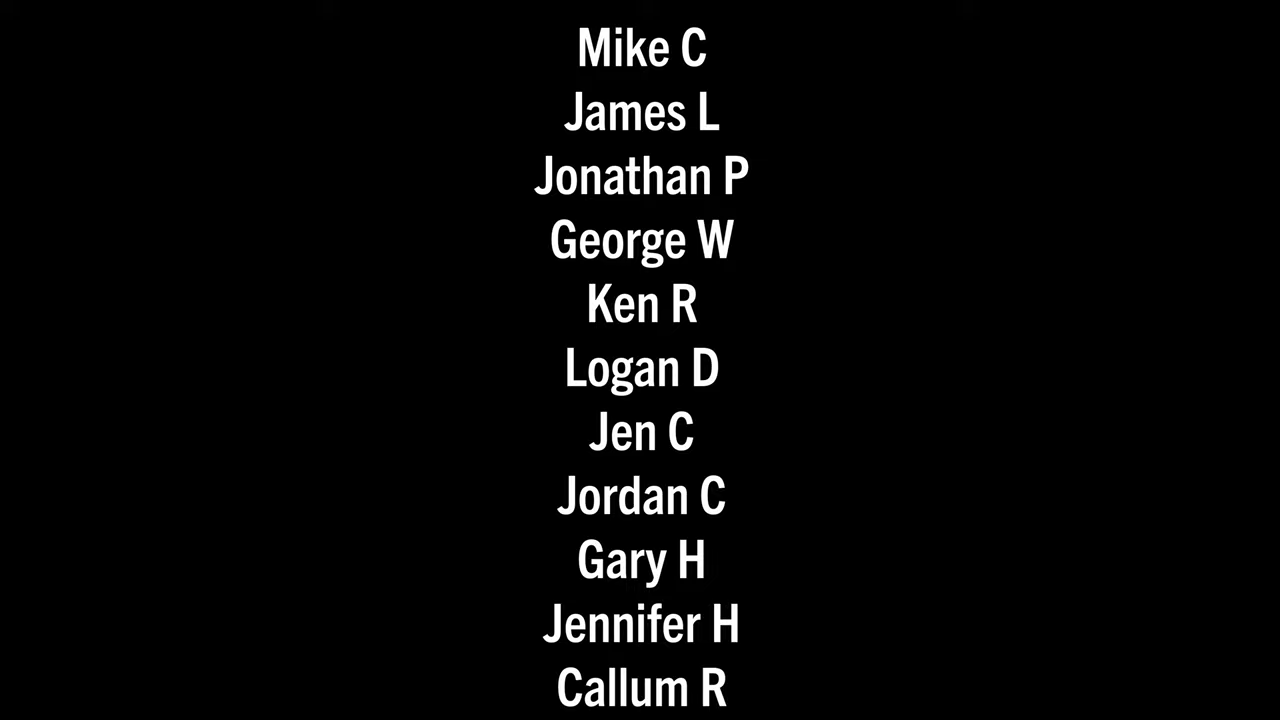 Mike C
James L
Jonathan P
George W
Ken R
Logan D
Jen C
Jordan C
Gary H
Jennifer H
Callum R